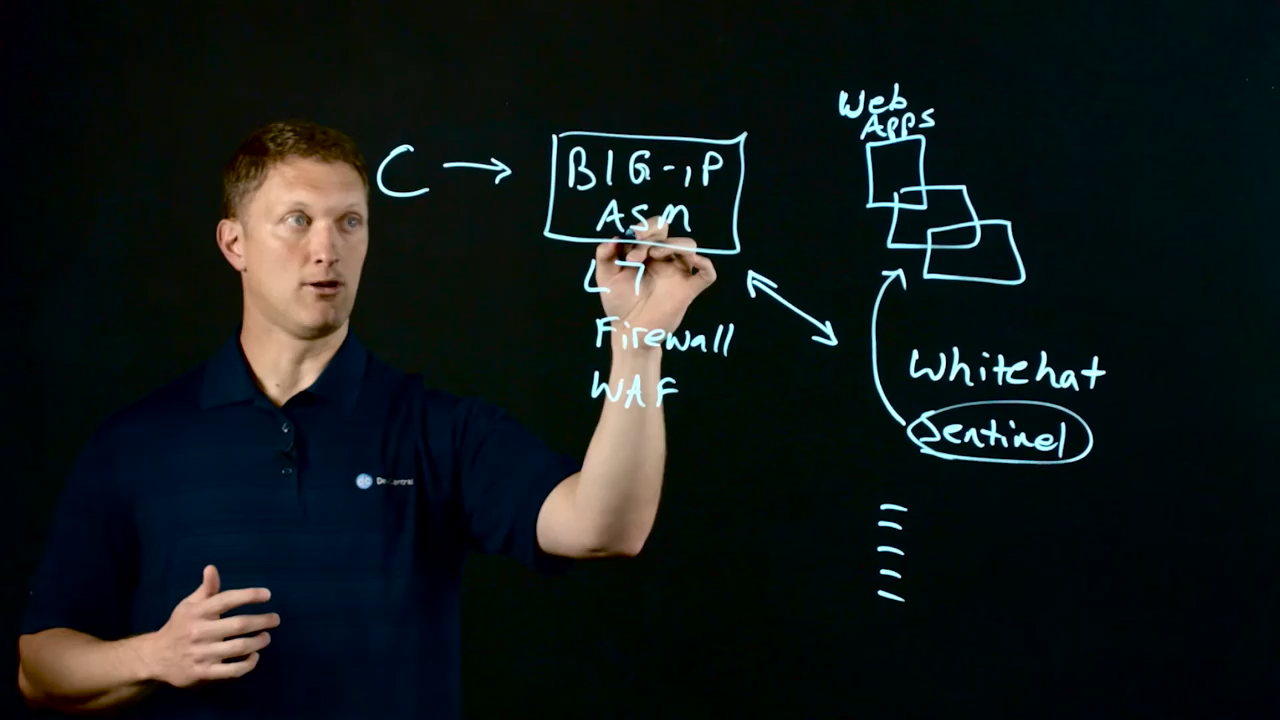 Web
Apps
C
BIG-iP
ASM
L7
Firewall
WAF
Whitehat
Sentinel